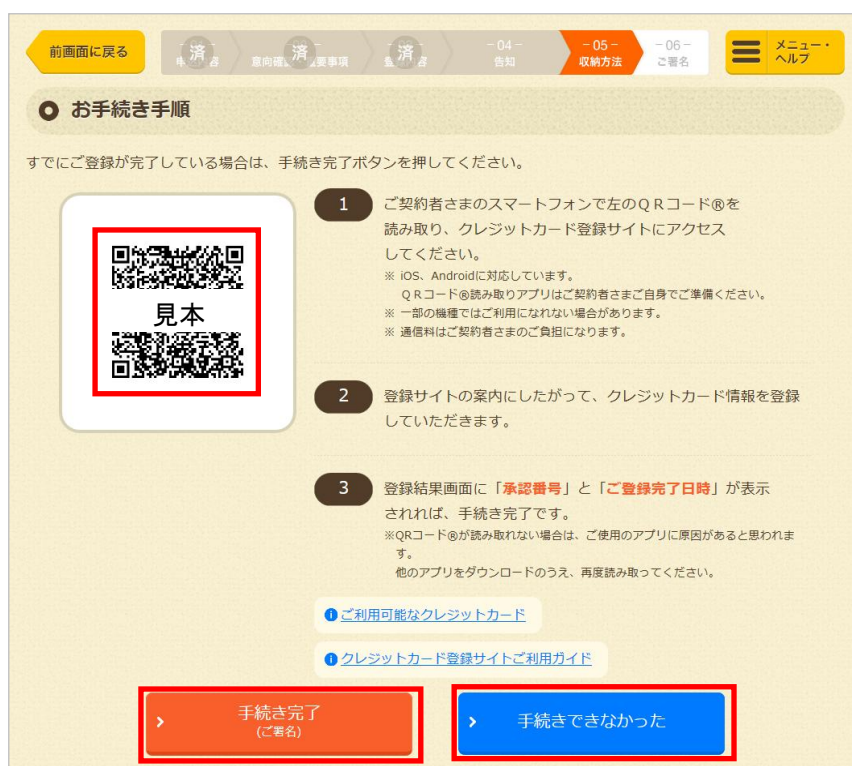 前画面に戻る
済
意向確 済 重要事項
済
-04-
告知
-05-
収納方法
-06-
ご署名
メニュー・
ヘルプ
お手続き手順
すでにご登録が完了している場合は、手続き完了ボタンを押してください。
見本
1 ご契約者さまのスマートフォンで左のQRコード®を
読み取り、クレジットカード登録サイトにアクセス
してください。
※ iOS、Androidに対応しています。
QRコード®読み取りアプリはご契約者さまご自身でご準備ください。
※ 一部の機種ではご利用になれない場合があります。
※ 通信料はご契約者さまのご負担になります。
2 登録サイトの案内にしたがって、クレジットカード情報を登録
していただきます。
3 登録結果画面に「承認番号」と「ご登録完了日時」が表示
されれば、手続き完了です。
※QRコード®が読み取れない場合は、ご使用のアプリに原因があると思われま
す。
他のアプリをダウンロードのうえ、再度読み取ってください。
ご利用可能なクレジットカード
クレジットカード登録サイトご利用ガイド
手続き完了
(ご署名)
手続きできなかった